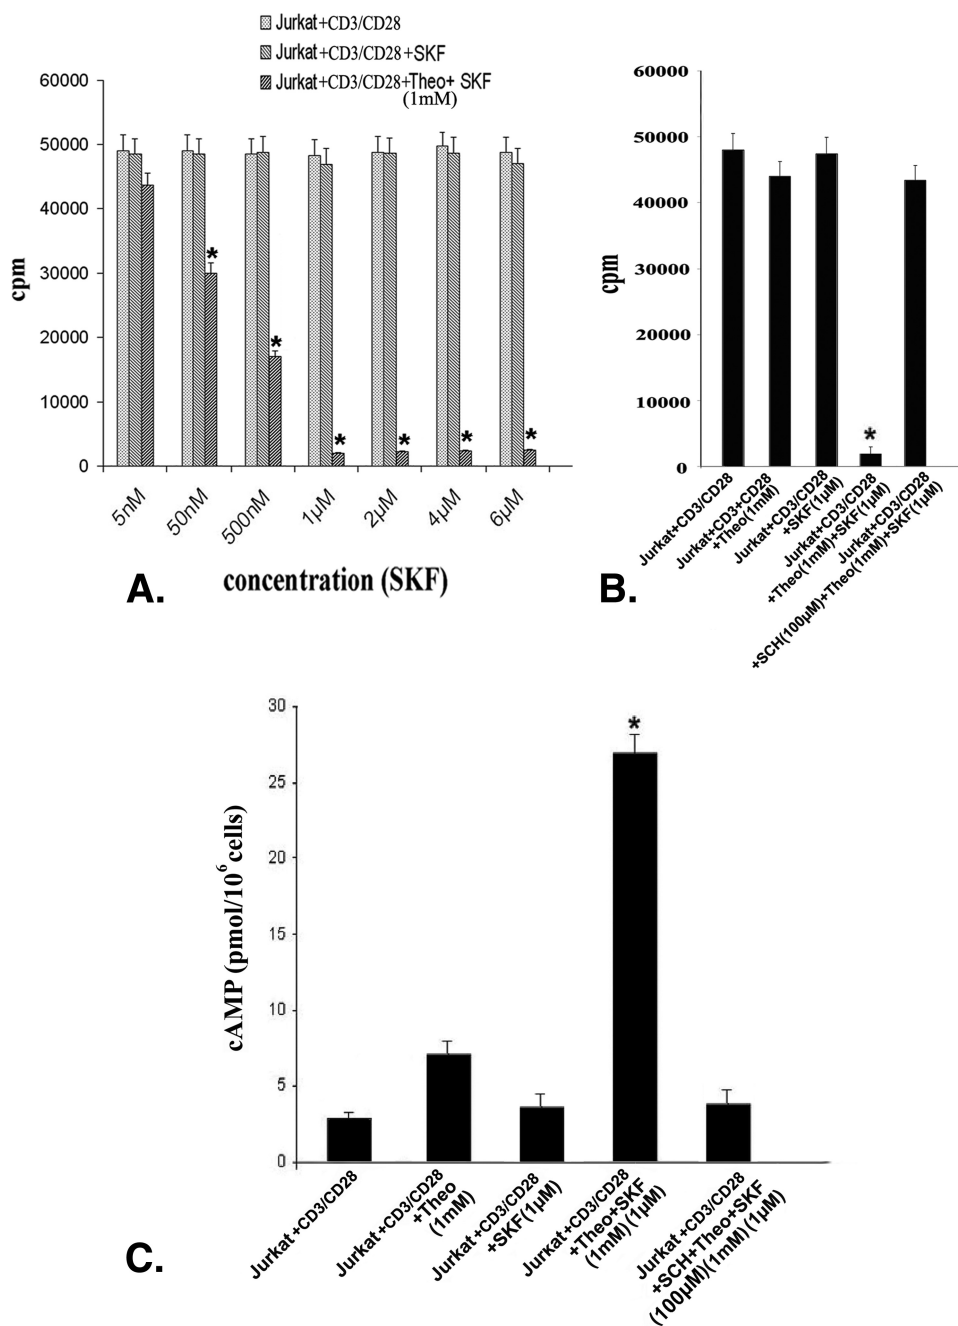 Jurkat+CD3/CD28
Jurkat+CD3/CD28+SKF
Jurkat+CD3/CD28+Theo+ SKF
(1mM)
60000
50000
40000
30000
20000
10000
0
cpm
*
*
*
*
*
*
5nM
50nM
500nM
1µM
2µM
4µM
6µM
A.
concentration (SKF)
60000
50000
40000
30000
20000
10000
0
cpm
*
Jurkat+CD3/CD28
Jurkat+CD3+CD28
+Theo(1mM)
Jurkat+CD3/CD28
+SKF(1µM)
Jurkat+CD3/CD28
+Theo(1mM)+SKF(1µM)
Jurkat+CD3/CD28
+SCH(100µM)+Theo(1mM)+SKF(1µM)
B.
30
25
20
15
10
5
0
cAMP (pmol/10⁶ cells)
*
Jurkat+CD3/CD28
Jurkat+CD3/CD28
+Theo
(1mM)
Jurkat+CD3/CD28
+SKF(1µM)
Jurkat+CD3/CD28
+Theo+SKF
(1mM)(1µM)
Jurkat+CD3/CD28
+SCH+Theo+SKF
(100µM)(1mM)(1µM)
C.